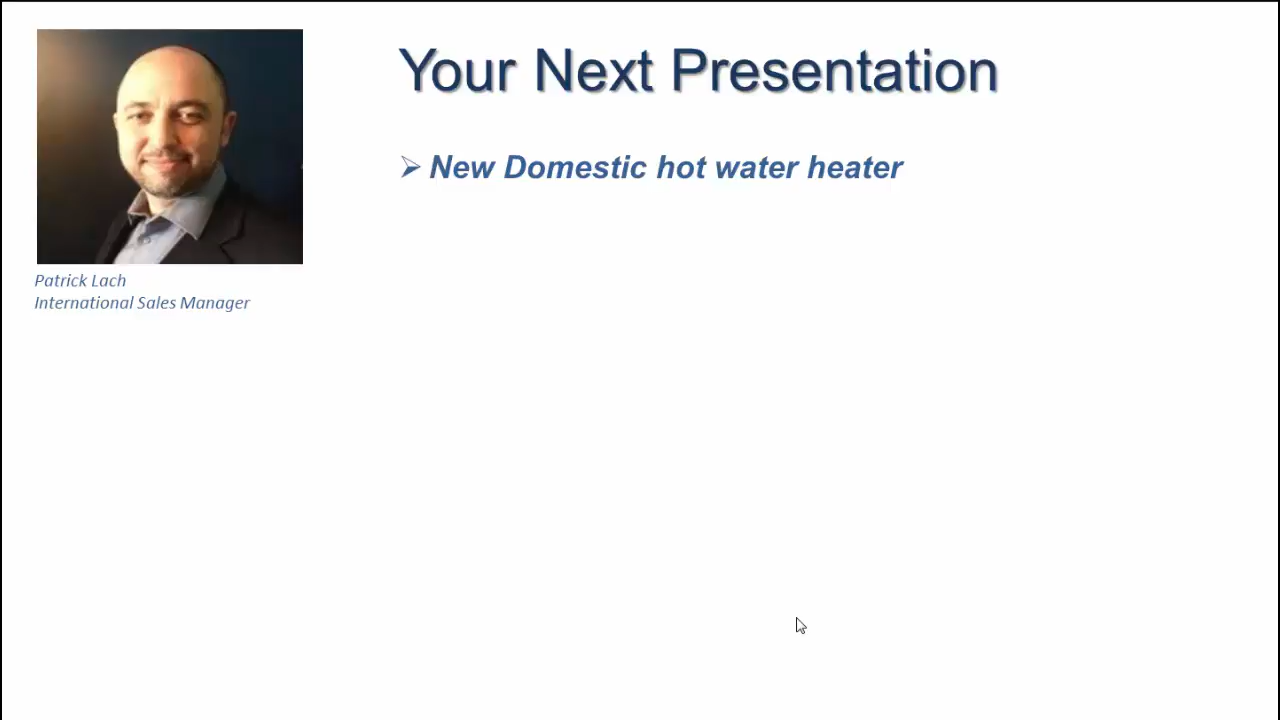 Your Next Presentation
New Domestic hot water heater
Patrick Lach
International Sales Manager